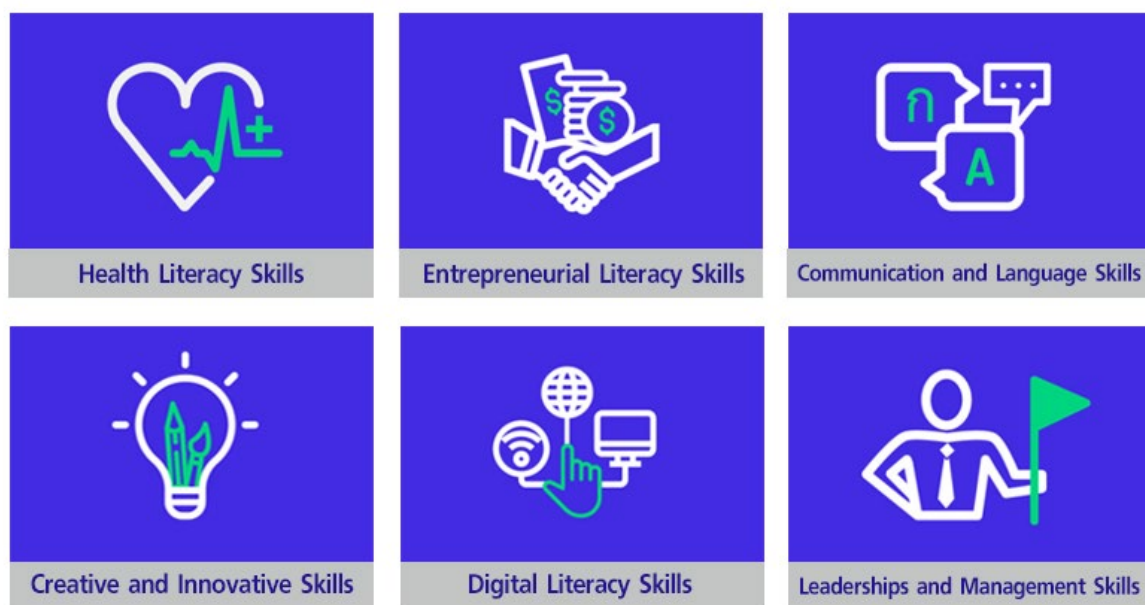 $
$
ก
A
Health Literacy Skills
Entrepreneurial Literacy Skills
Communication and Language Skills
Creative and Innovative Skills
Digital Literacy Skills
Leaderships and Management Skills